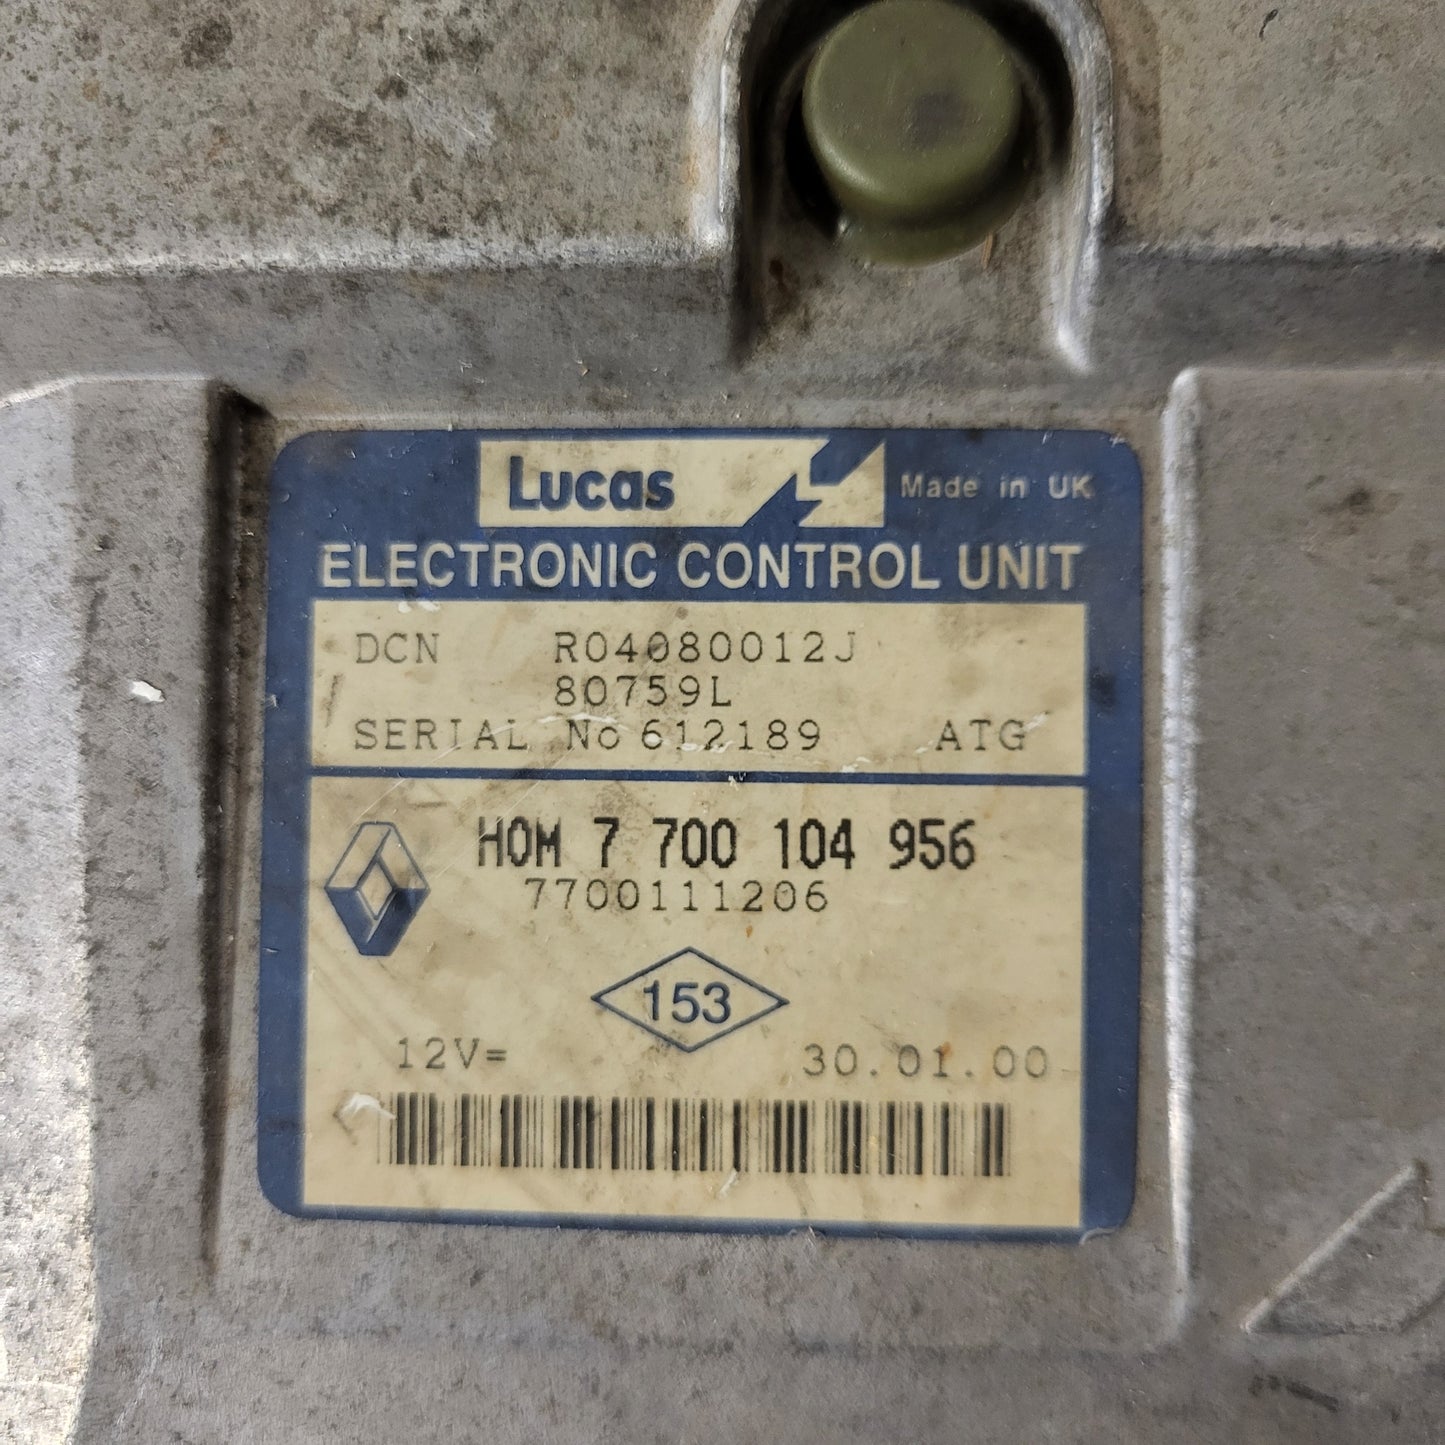 Lucas Made in UK
ELECTRONIC CONTROL UNIT
DCN R04080012J
80759L
SERIAL No 612189 ATG
HOM 7 700 104 956
7700111206
153
12V= 30.01.00